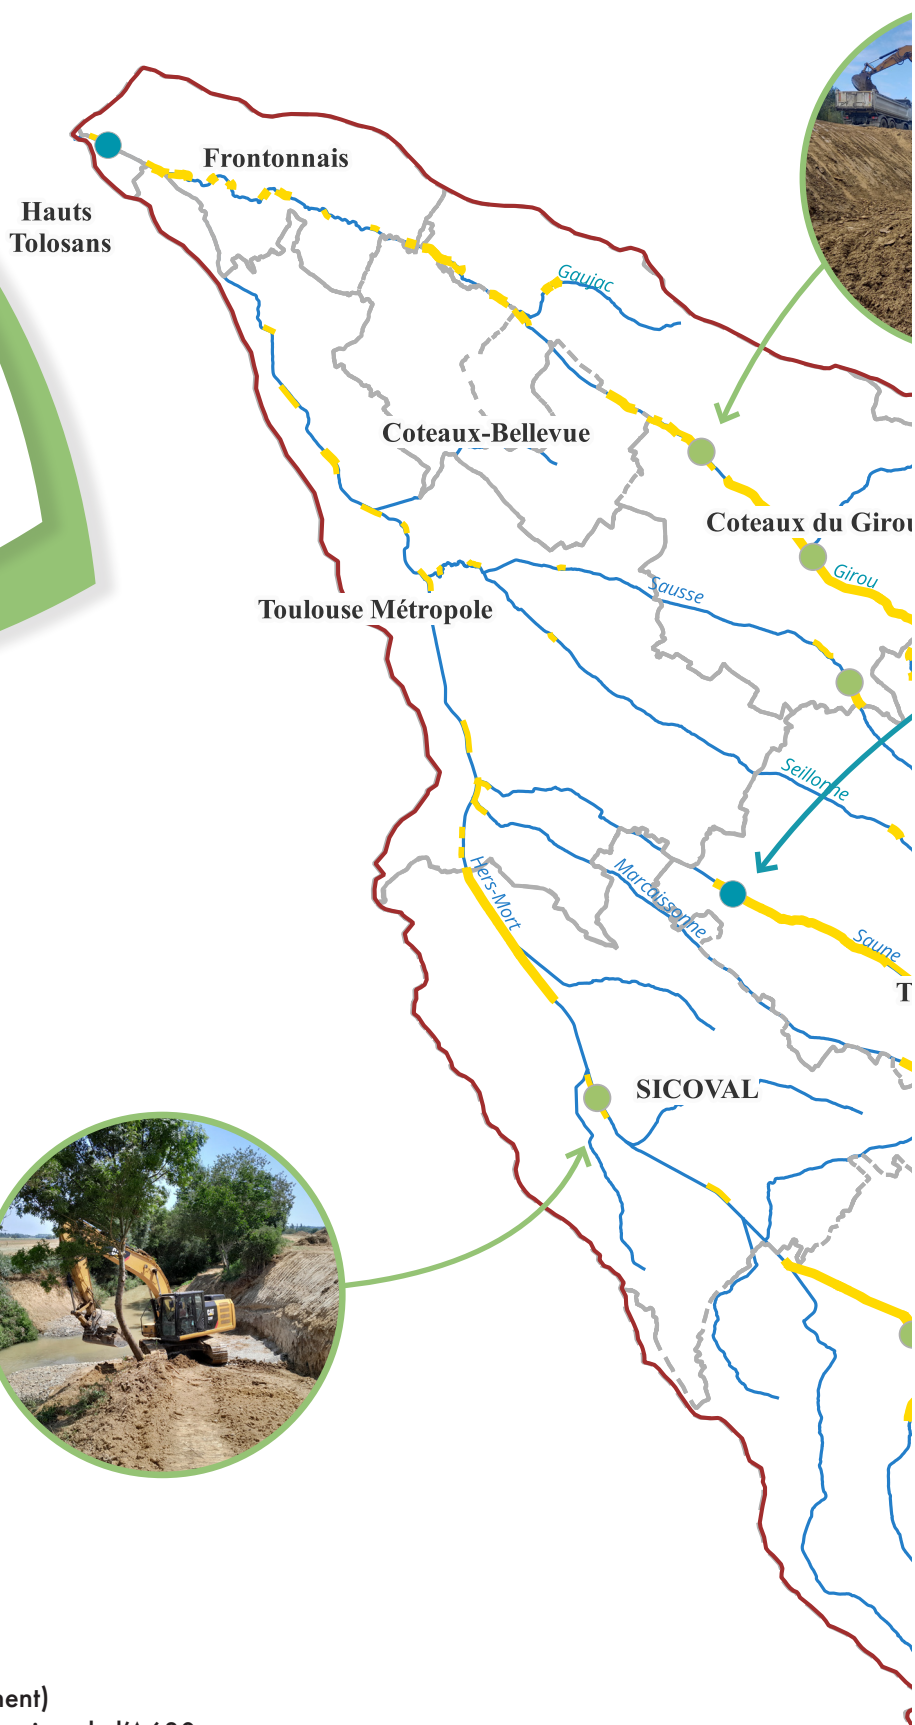 Frontonnais
Hauts
Tolosans
Gaujac
Coteaux-Bellevue
Coteaux du Girou
Girou
Sausse
Toulouse Métropole
Seillonne
Marcaissonne
Hers-Mort
Saune
T
SICOVAL
CAT
ment)